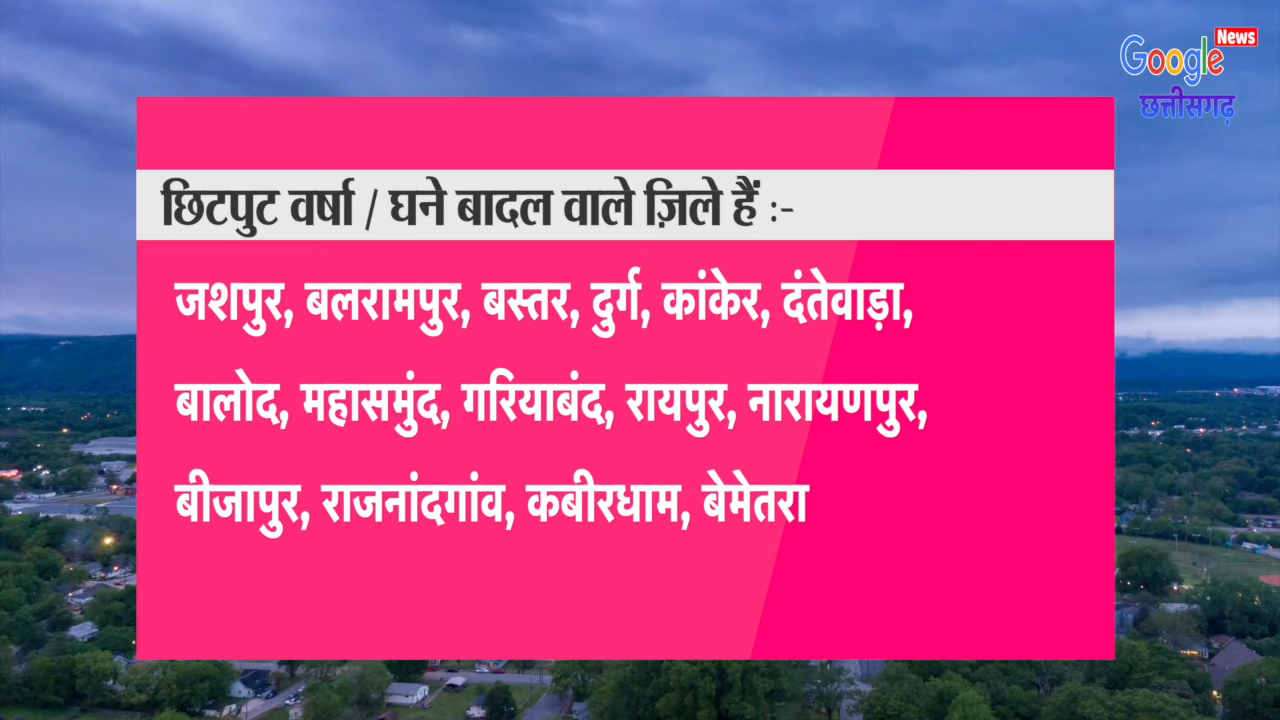 Google News
छत्तीसगढ़
छिटपुट वर्षा / घने बादल वाले ज़िले हैं :-
जशपुर, बलरामपुर, बस्तर, दुर्ग, कांकेर, दंतेवाड़ा,
बालोद, महासमुंद, गरियाबंद, रायपुर, नारायणपुर,
बीजापुर, राजनांदगांव, कबीरधाम, बेमेतरा